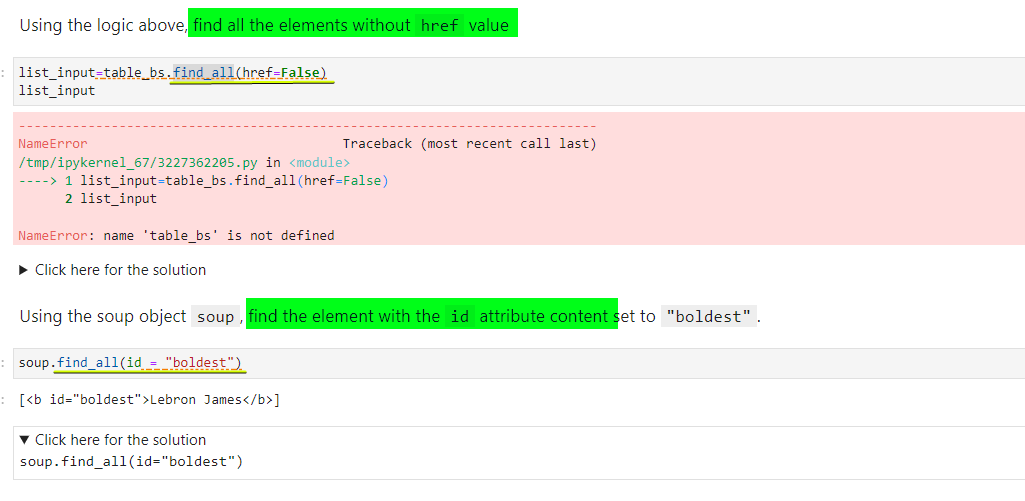 Using the logic above, find all the elements without href value
: list_input=table_bs.find_all(href=False)
list_input
---------------------------------------------------------------------------
NameError                                 Traceback (most recent call last)
/tmp/ipykernel_67/3227362205.py in <module>
----> 1 list_input=table_bs.find_all(href=False)
      2 list_input
NameError: name 'table_bs' is not defined
▶ Click here for the solution
Using the soup object soup, find the element with the id attribute content set to "boldest".
: soup.find_all(id = "boldest")
: [<b id="boldest">Lebron James</b>]
▼ Click here for the solution
soup.find_all(id="boldest")